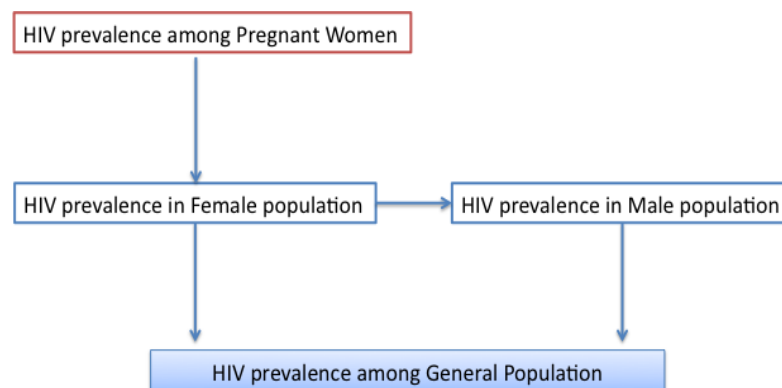 HIV prevalence among Pregnant Women
HIV prevalence in Female population
HIV prevalence in Male population
HIV prevalence among General Population